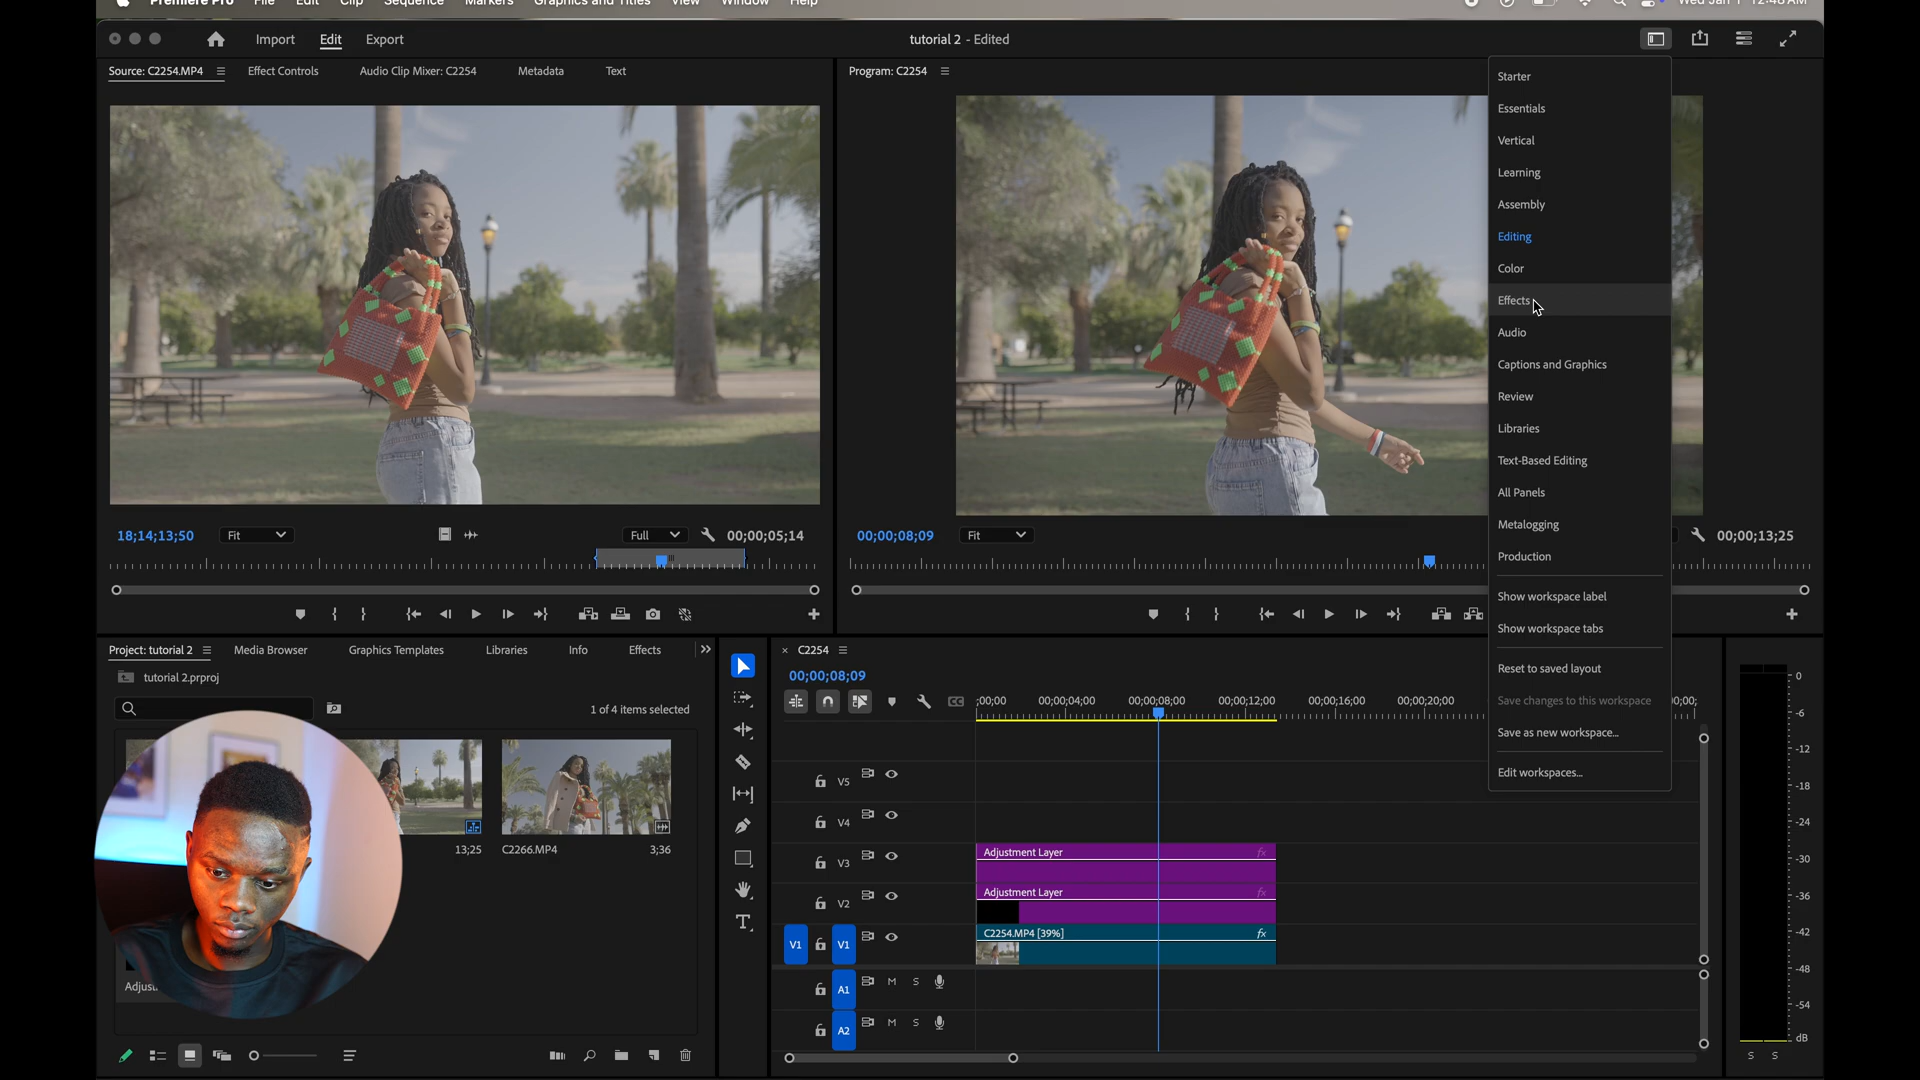 Premiere Pro File Edit Clip Sequence Markers Graphics and Titles View Window Help Wed Jan 1 12:48 AM
Import Edit Export tutorial 2 - Edited
Source: C2254.MP4 Effect Controls Audio Clip Mixer: C2254 Metadata Text
Program: C2254
Starter
Essentials
Vertical
Learning
Assembly
Editing
Color
Effects
Audio
Captions and Graphics
Review
Libraries
Text-Based Editing
All Panels
Metalogging
Production
Show workspace label
Show workspace tabs
Reset to saved layout
Save changes to this workspace
Save as new workspace...
Edit workspaces...
18;14;13;50 Fit Full 00;00;05;14
00;00;08;09 Fit 00;00;13;25
Project: tutorial 2 Media Browser Graphics Templates Libraries Info Effects
tutorial 2.prproj
1 of 4 items selected
13;25 C2266.MP4 3;36
C2254
00;00;08;09
;00;00 00;00;04;00 00;00;08;00 00;00;12;00 00;00;16;00 00;00;20;00
V5
V4
V3 Adjustment Layer fx
V2 Adjustment Layer fx
V1 V1 C2254.MP4 [39%] fx
A1 M S
A2 M S
0
-6
-12
-18
-24
-30
-36
-42
-48
-54
dB
S S